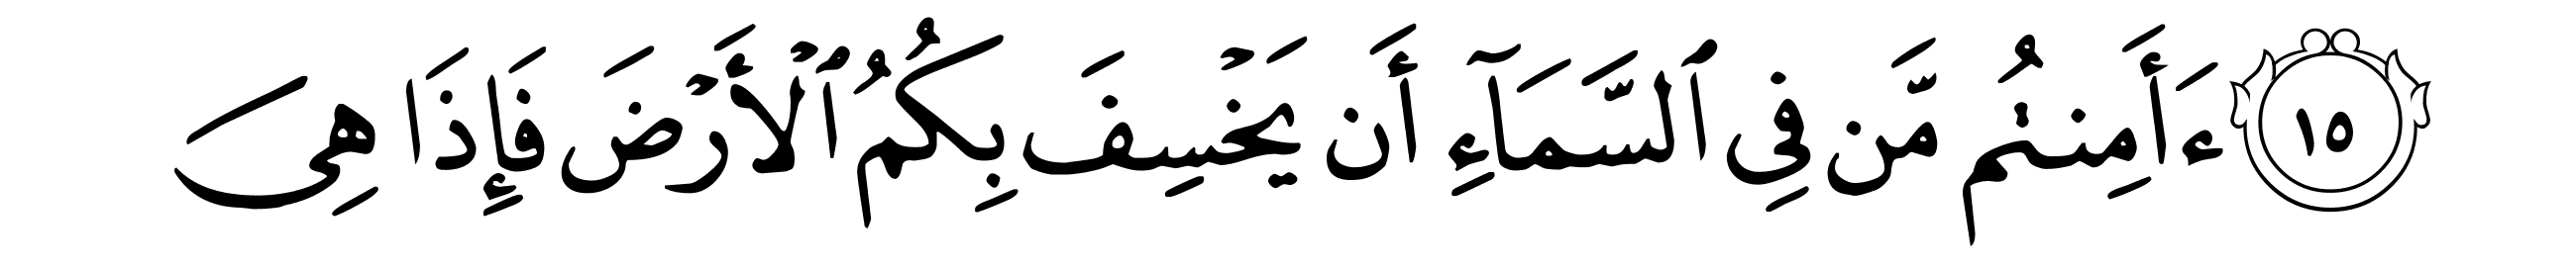 ١٥ ءَأَمِنتُم مَّن فِي ٱلسَّمَآءِ أَن يَخْسِفَ بِكُمُ ٱلْأَرْضَ فَإِذَا هِيَ